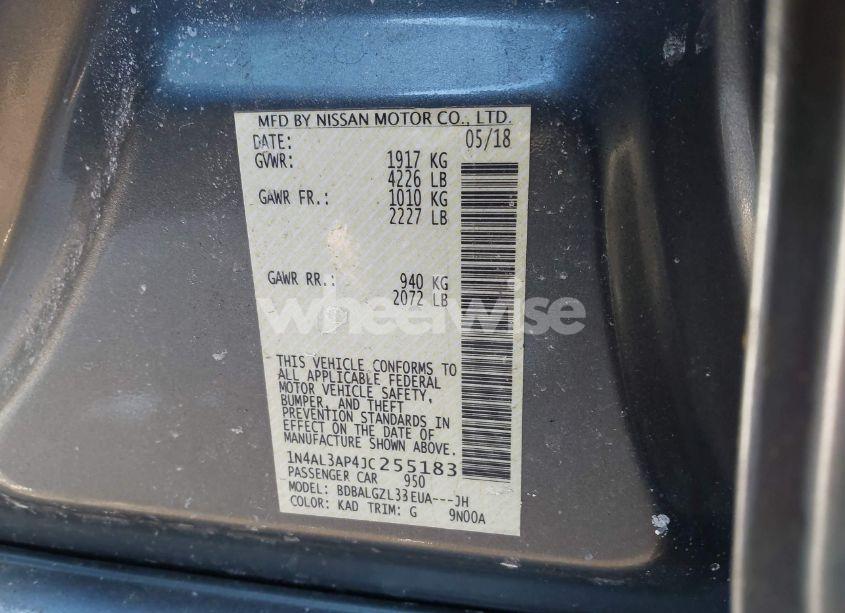 MFD BY NISSAN MOTOR CO., LTD.
DATE: 05/18
GVWR: 1917 KG
4226 LB
GAWR FR.: 1010 KG
2227 LB
GAWR RR.: 940 KG
2072 LB
wheelwise
THIS VEHICLE CONFORMS TO
ALL APPLICABLE FEDERAL
MOTOR VEHICLE SAFETY,
BUMPER, AND THEFT
PREVENTION STANDARDS IN
EFFECT ON THE DATE OF
MANUFACTURE SHOWN ABOVE.
1N4AL3AP4JC255183
PASSENGER CAR 950
MODEL: BDBALGZL33EUA---JH
COLOR: KAD TRIM: G 9N00A